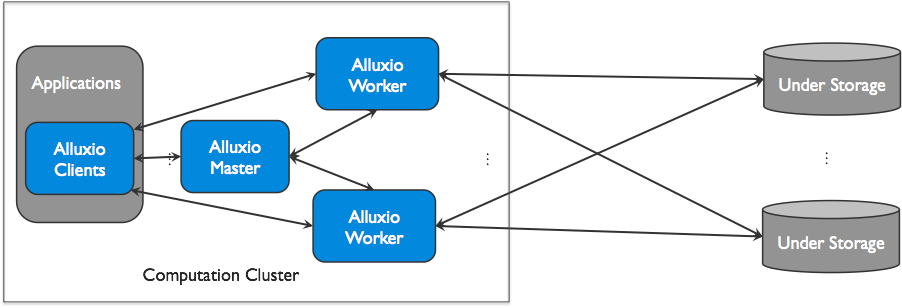 Applications
Alluxio
Clients
Alluxio
Master
Alluxio
Worker
Alluxio
Worker
Computation Cluster
Under Storage
Under Storage